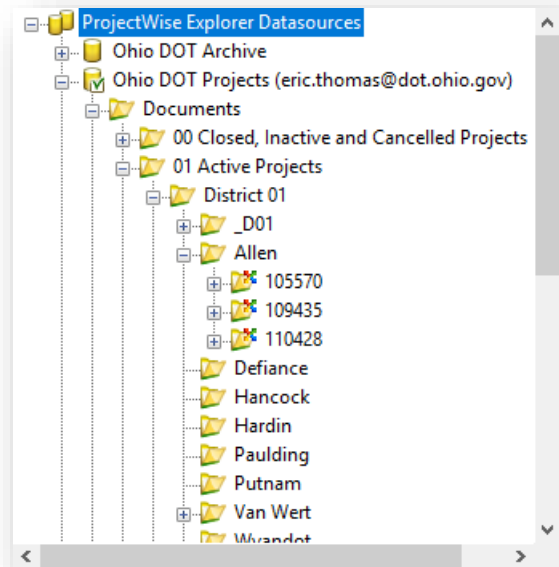 ProjectWise Explorer Datasources
Ohio DOT Archive
Ohio DOT Projects (eric.thomas@dot.ohio.gov)
Documents
00 Closed, Inactive and Cancelled Projects
01 Active Projects
District 01
_D01
Allen
105570
109435
110428
Defiance
Hancock
Hardin
Paulding
Putnam
Van Wert
Wyandot